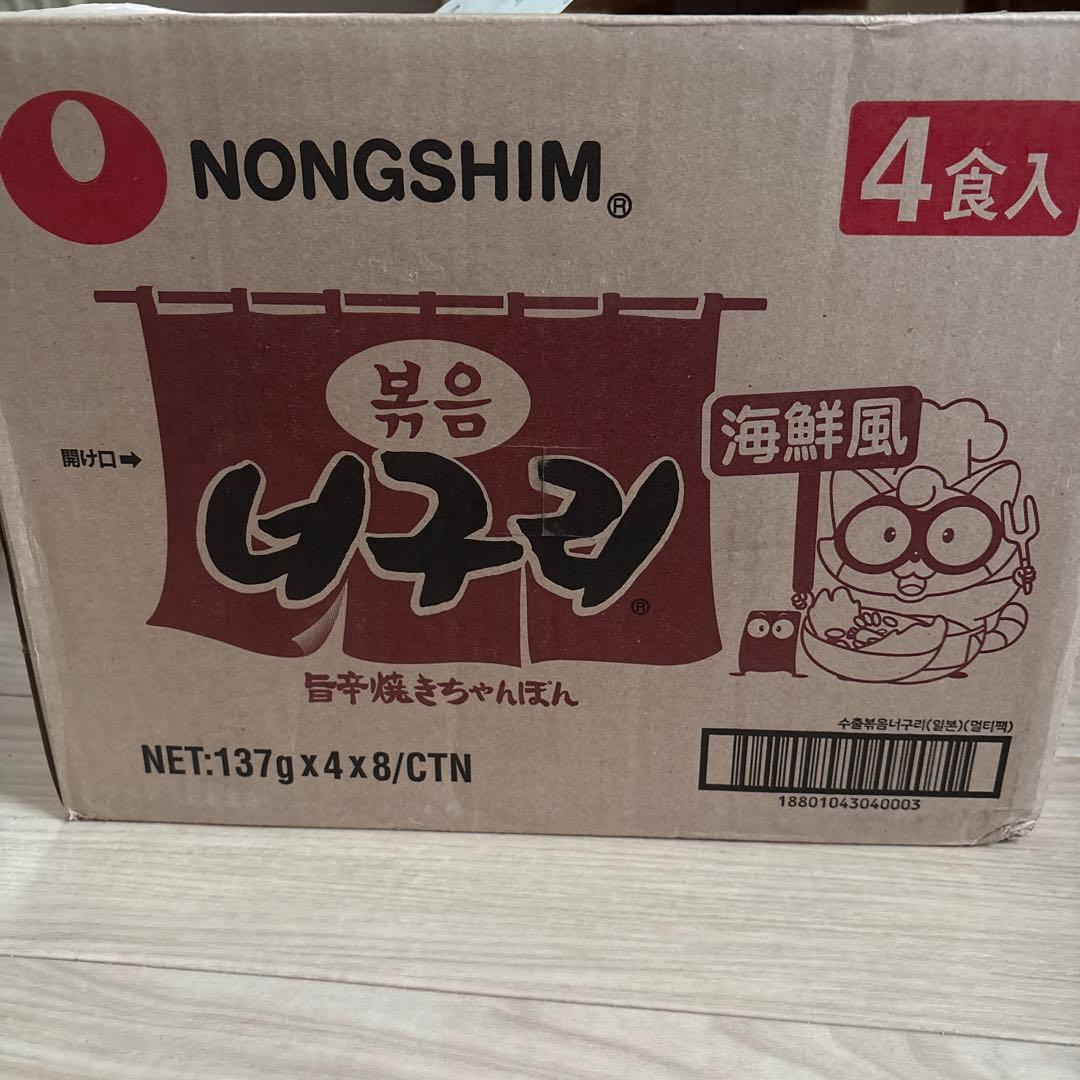 NONGSHIM®
4食入
볶음
너구리®
海鮮風
開け口➡
旨辛焼きちゃんぽん
수출볶음너구리(일본)(멀티팩)
NET:137g x 4 x 8/CTN
18801043040003